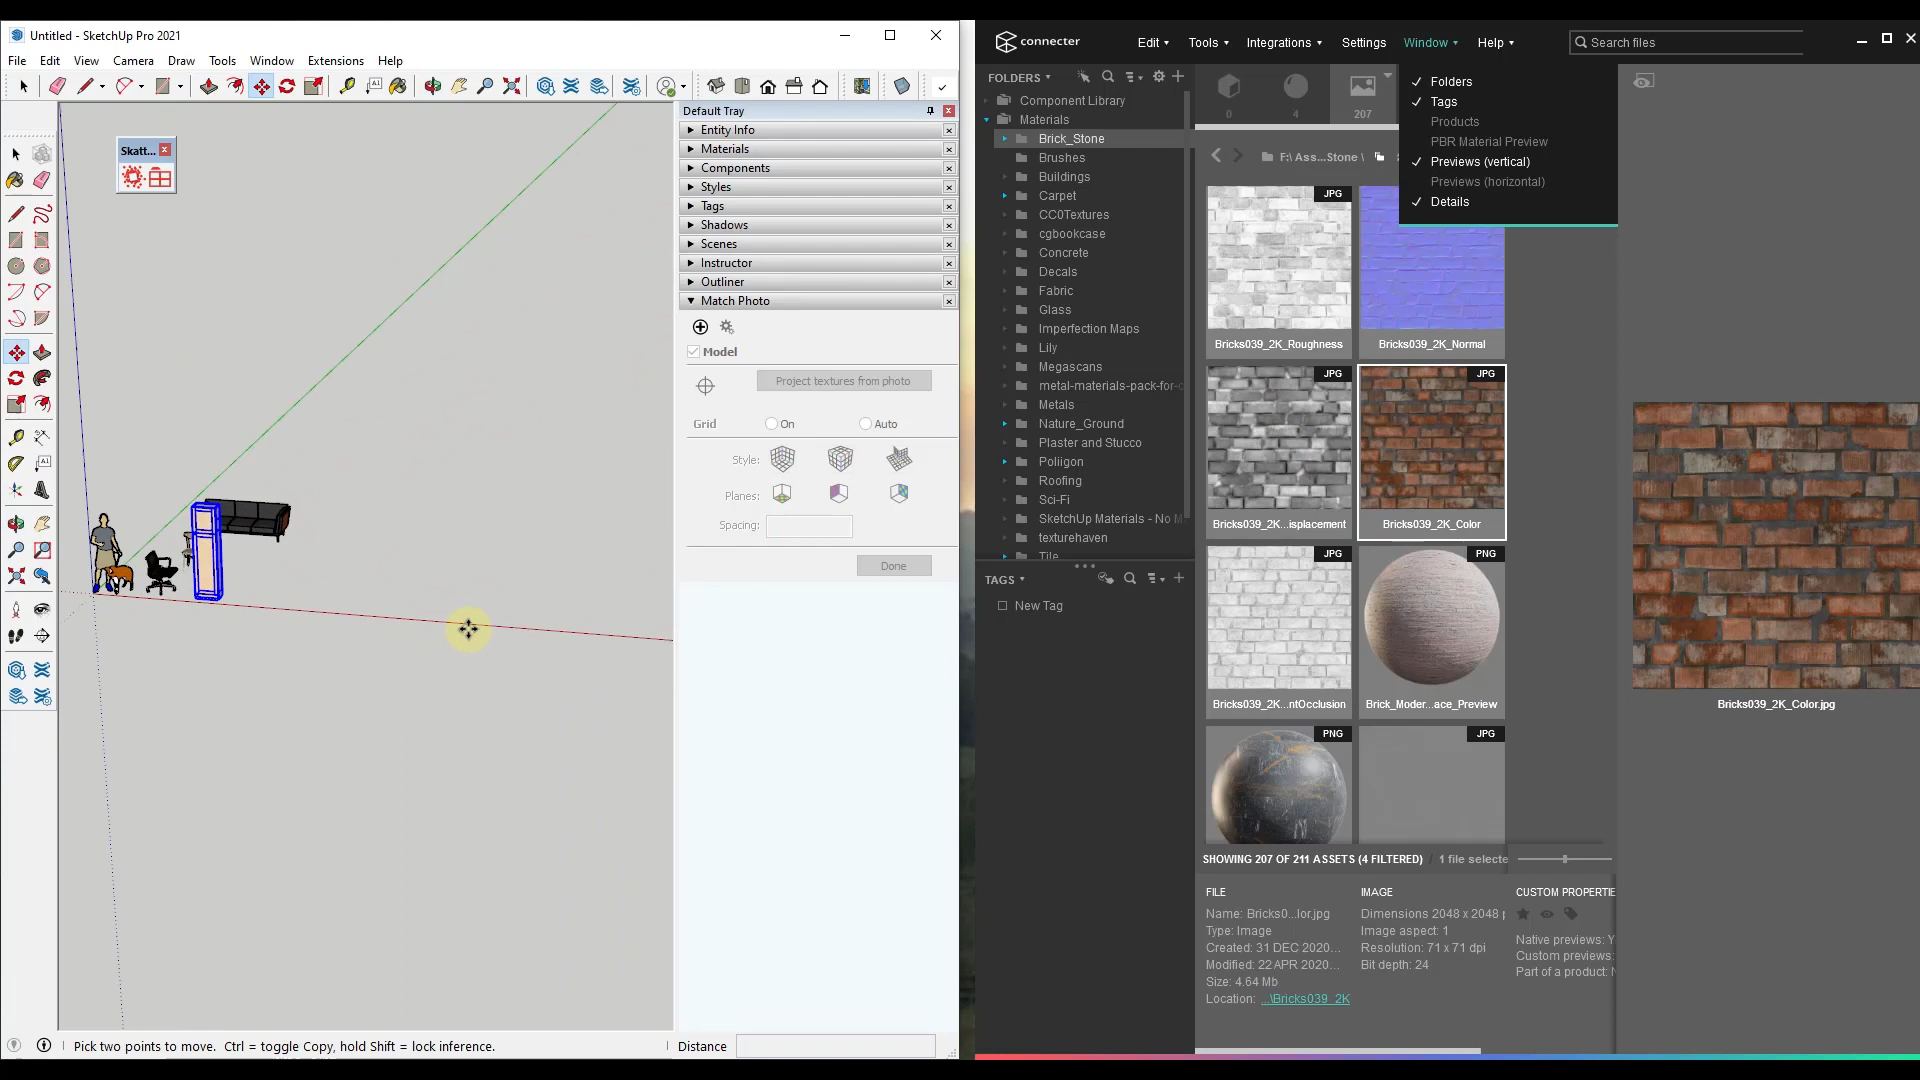 Untitled - SketchUp Pro 2021
File Edit View Camera Draw Tools Window Extensions Help
Skatt...
Default Tray
Entity Info
Materials
Components
Styles
Tags
Shadows
Scenes
Instructor
Outliner
Match Photo
Model
Project textures from photo
Grid On Auto
Style:
Planes:
Spacing:
Done
Pick two points to move. Ctrl = toggle Copy, hold Shift = lock inference.
Distance
connecter
Edit Tools Integrations Settings Window Help
Search files
FOLDERS
Component Library
Materials
Brick_Stone
Brushes
Buildings
Carpet
CC0Textures
cgbookcase
Concrete
Decals
Fabric
Glass
Imperfection Maps
Lily
Megascans
metal-materials-pack-for-c
Metals
Nature_Ground
Plaster and Stucco
Poliigon
Roofing
Sci-Fi
SketchUp Materials - No M
texturehaven
Tile
TAGS
New Tag
0 4 207
F:\ Ass...Stone \
Folders
Tags
Products
PBR Material Preview
Previews (vertical)
Previews (horizontal)
Details
JPG
Bricks039_2K_Roughness
Bricks039_2K_Normal
JPG JPG
Bricks039_2K...isplacement
Bricks039_2K_Color
JPG PNG
Bricks039_2K...ntOcclusion
Brick_Moder...ace_Preview
PNG JPG
SHOWING 207 OF 211 ASSETS (4 FILTERED) / 1 file selecte
FILE
Name: Bricks0...lor.jpg
Type: Image
Created: 31 DEC 2020...
Modified: 22 APR 2020...
Size: 4.64 Mb
Location: ...\Bricks039_2K
IMAGE
Dimensions 2048 x 2048 p
Image aspect: 1
Resolution: 71 x 71 dpi
Bit depth: 24
CUSTOM PROPERTIE
Native previews: Y
Custom previews:
Part of a product: N
Bricks039_2K_Color.jpg